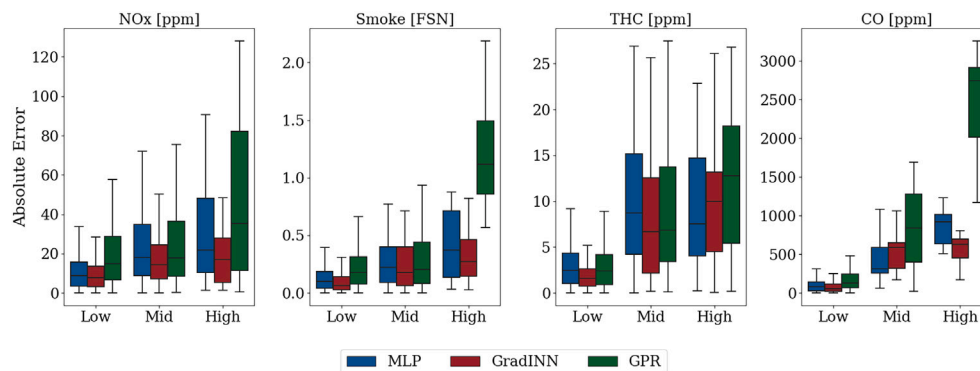 NOx [ppm]
Smoke [FSN]
THC [ppm]
CO [ppm]
Absolute Error
120
100
80
60
40
20
0
Low Mid High
2.0
1.5
1.0
0.5
0.0
Low Mid High
25
20
15
10
5
0
Low Mid High
3000
2500
2000
1500
1000
500
0
Low Mid High
MLP GradINN GPR